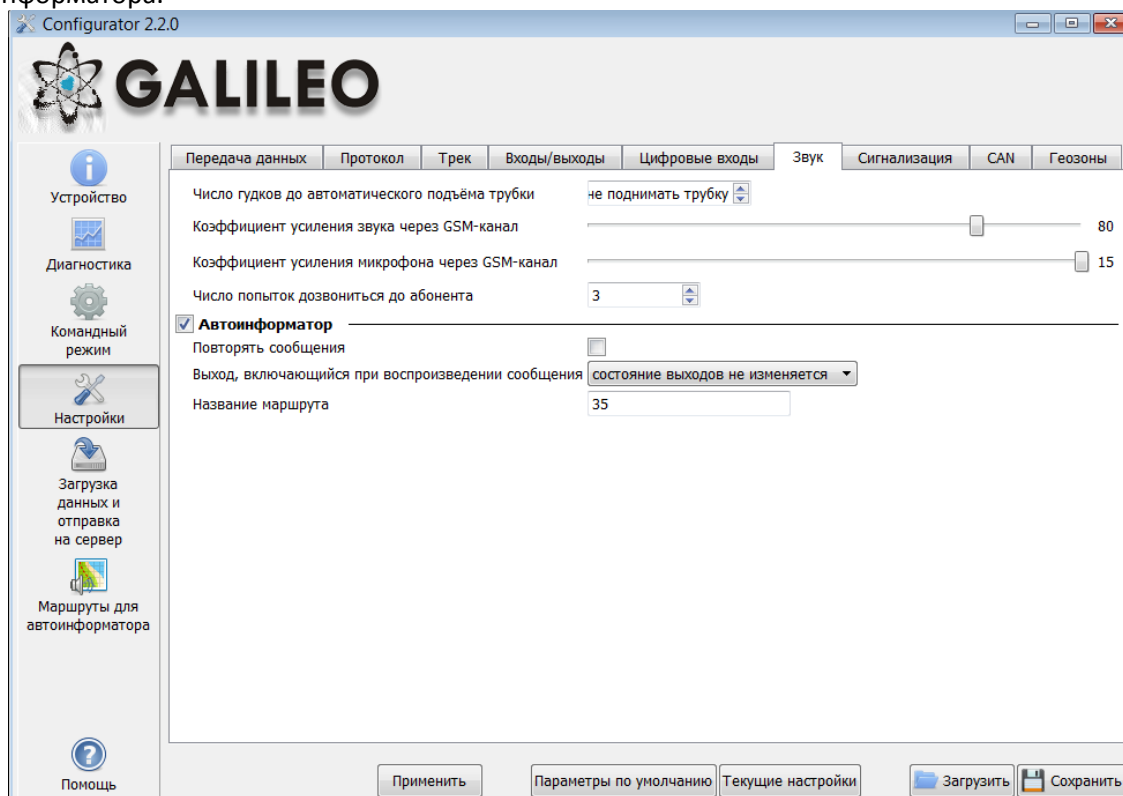 нформатора.
Configurator 2.2.0
GALILEO
Передача данных Протокол Трек Входы/выходы Цифровые входы Звук Сигнализация CAN Геозоны
Устройство
Диагностика
Командный
режим
Настройки
Загрузка
данных и
отправка
на сервер
Маршруты для
автоинформатора
Помощь
Число гудков до автоматического подъёма трубки не поднимать трубку
Коэффициент усиления звука через GSM-канал 80
Коэффициент усиления микрофона через GSM-канал 15
Число попыток дозвониться до абонента 3
Автоинформатор
Повторять сообщения
Выход, включающийся при воспроизведении сообщения состояние выходов не изменяется
Название маршрута 35
Применить Параметры по умолчанию Текущие настройки Загрузить Сохранить